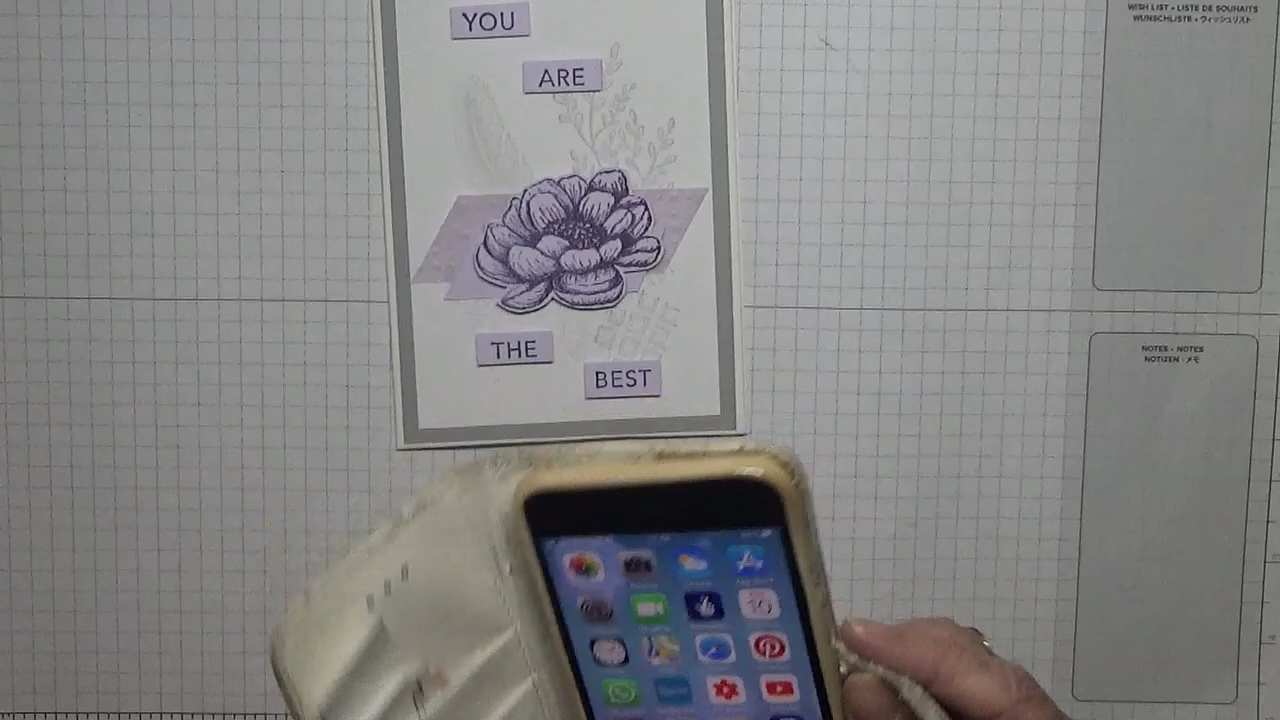 YOU
ARE
THE
BEST
WISH LIST • LISTE DE SOUHAITS
WUNSCHLISTE • ウィッシュリスト
NOTES • NOTES
NOTIZEN • メモ
10